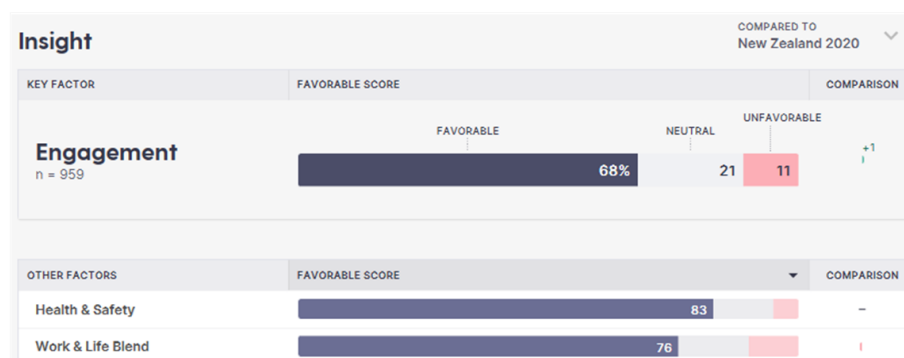 Insight
COMPARED TO
New Zealand 2020
KEY FACTOR FAVORABLE SCORE COMPARISON
FAVORABLE NEUTRAL UNFAVORABLE
Engagement
n = 959
68% 21 11 +1
OTHER FACTORS FAVORABLE SCORE COMPARISON
Health & Safety 83 –
Work & Life Blend 76